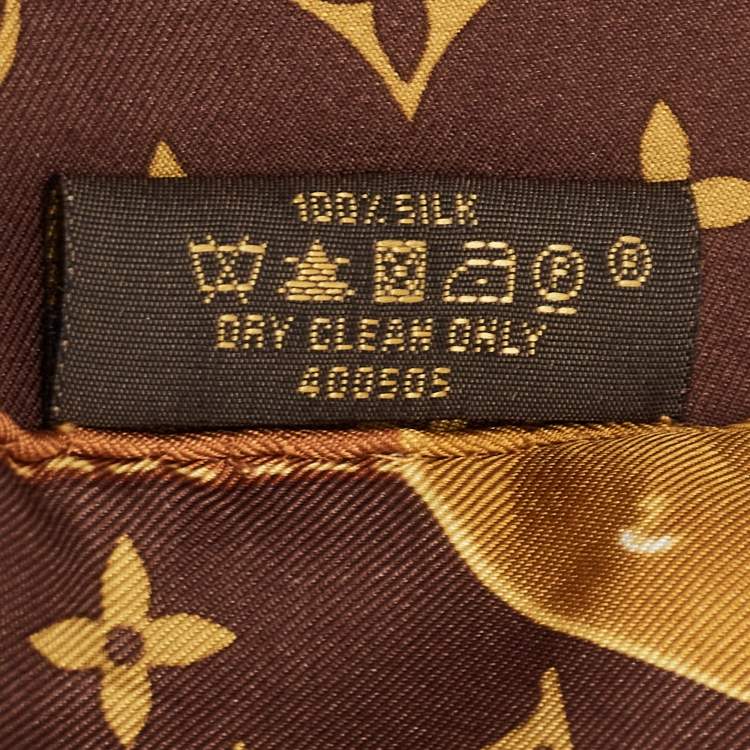 100% SILK
P R
DRY CLEAN ONLY
400505